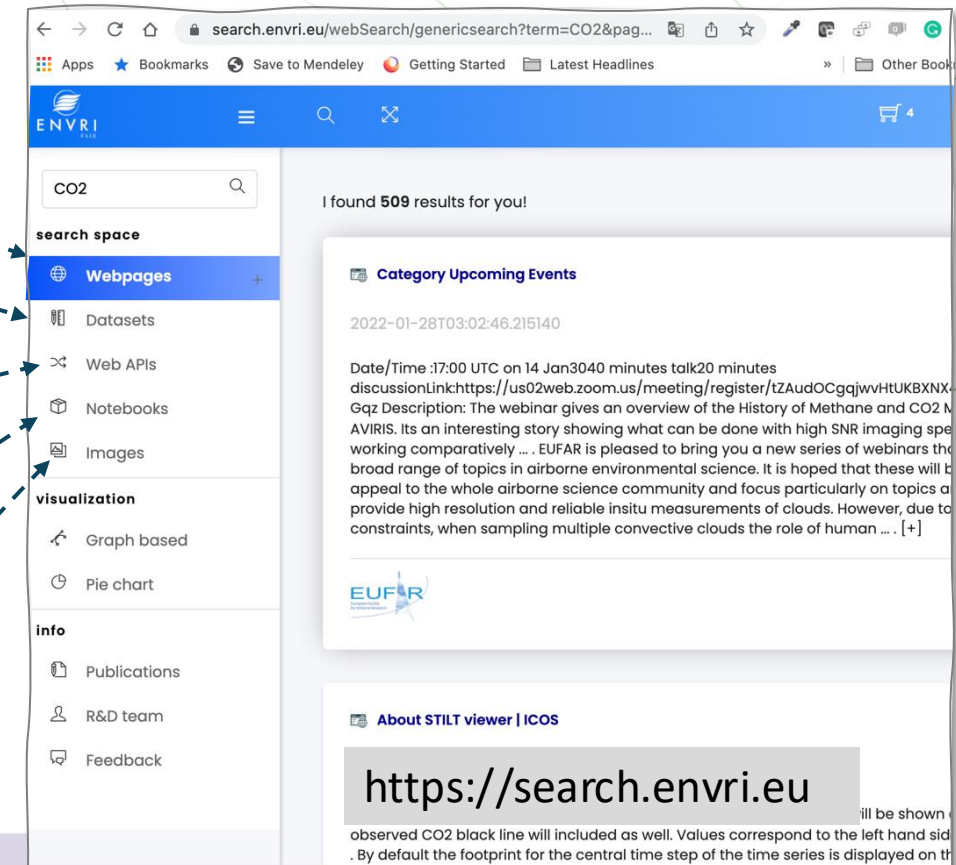 search.envri.eu/webSearch/genericsearch?term=CO2&pag...
Apps Bookmarks Save to Mendeley Getting Started Latest Headlines » Other Book
ENVRI
FAIR
4
CO2
search space
Webpages +
Datasets
Web APIs
Notebooks
Images
visualization
Graph based
Pie chart
info
Publications
R&D team
Feedback
I found 509 results for you!
Category Upcoming Events
2022-01-28T03:02:46.215140
Date/Time :17:00 UTC on 14 Jan3040 minutes talk20 minutes
discussionLink:https://us02web.zoom.us/meeting/register/tZAudOCgqjwvHtUKBXNX4
Gqz Description: The webinar gives an overview of the History of Methane and CO2 M
AVIRIS. Its an interesting story showing what can be done with high SNR imaging spe
working comparatively ... . EUFAR is pleased to bring you a new series of webinars tha
broad range of topics in airborne environmental science. It is hoped that these will b
appeal to the whole airborne science community and focus particularly on topics a
provide high resolution and reliable insitu measurements of clouds. However, due to
constraints, when sampling multiple convective clouds the role of human ... . [+]
EUFAR
About STILT viewer | ICOS
https://search.envri.eu
ill be shown
observed CO2 black line will included as well. Values correspond to the left hand sid
. By default the footprint for the central time step of the time series is displayed on th